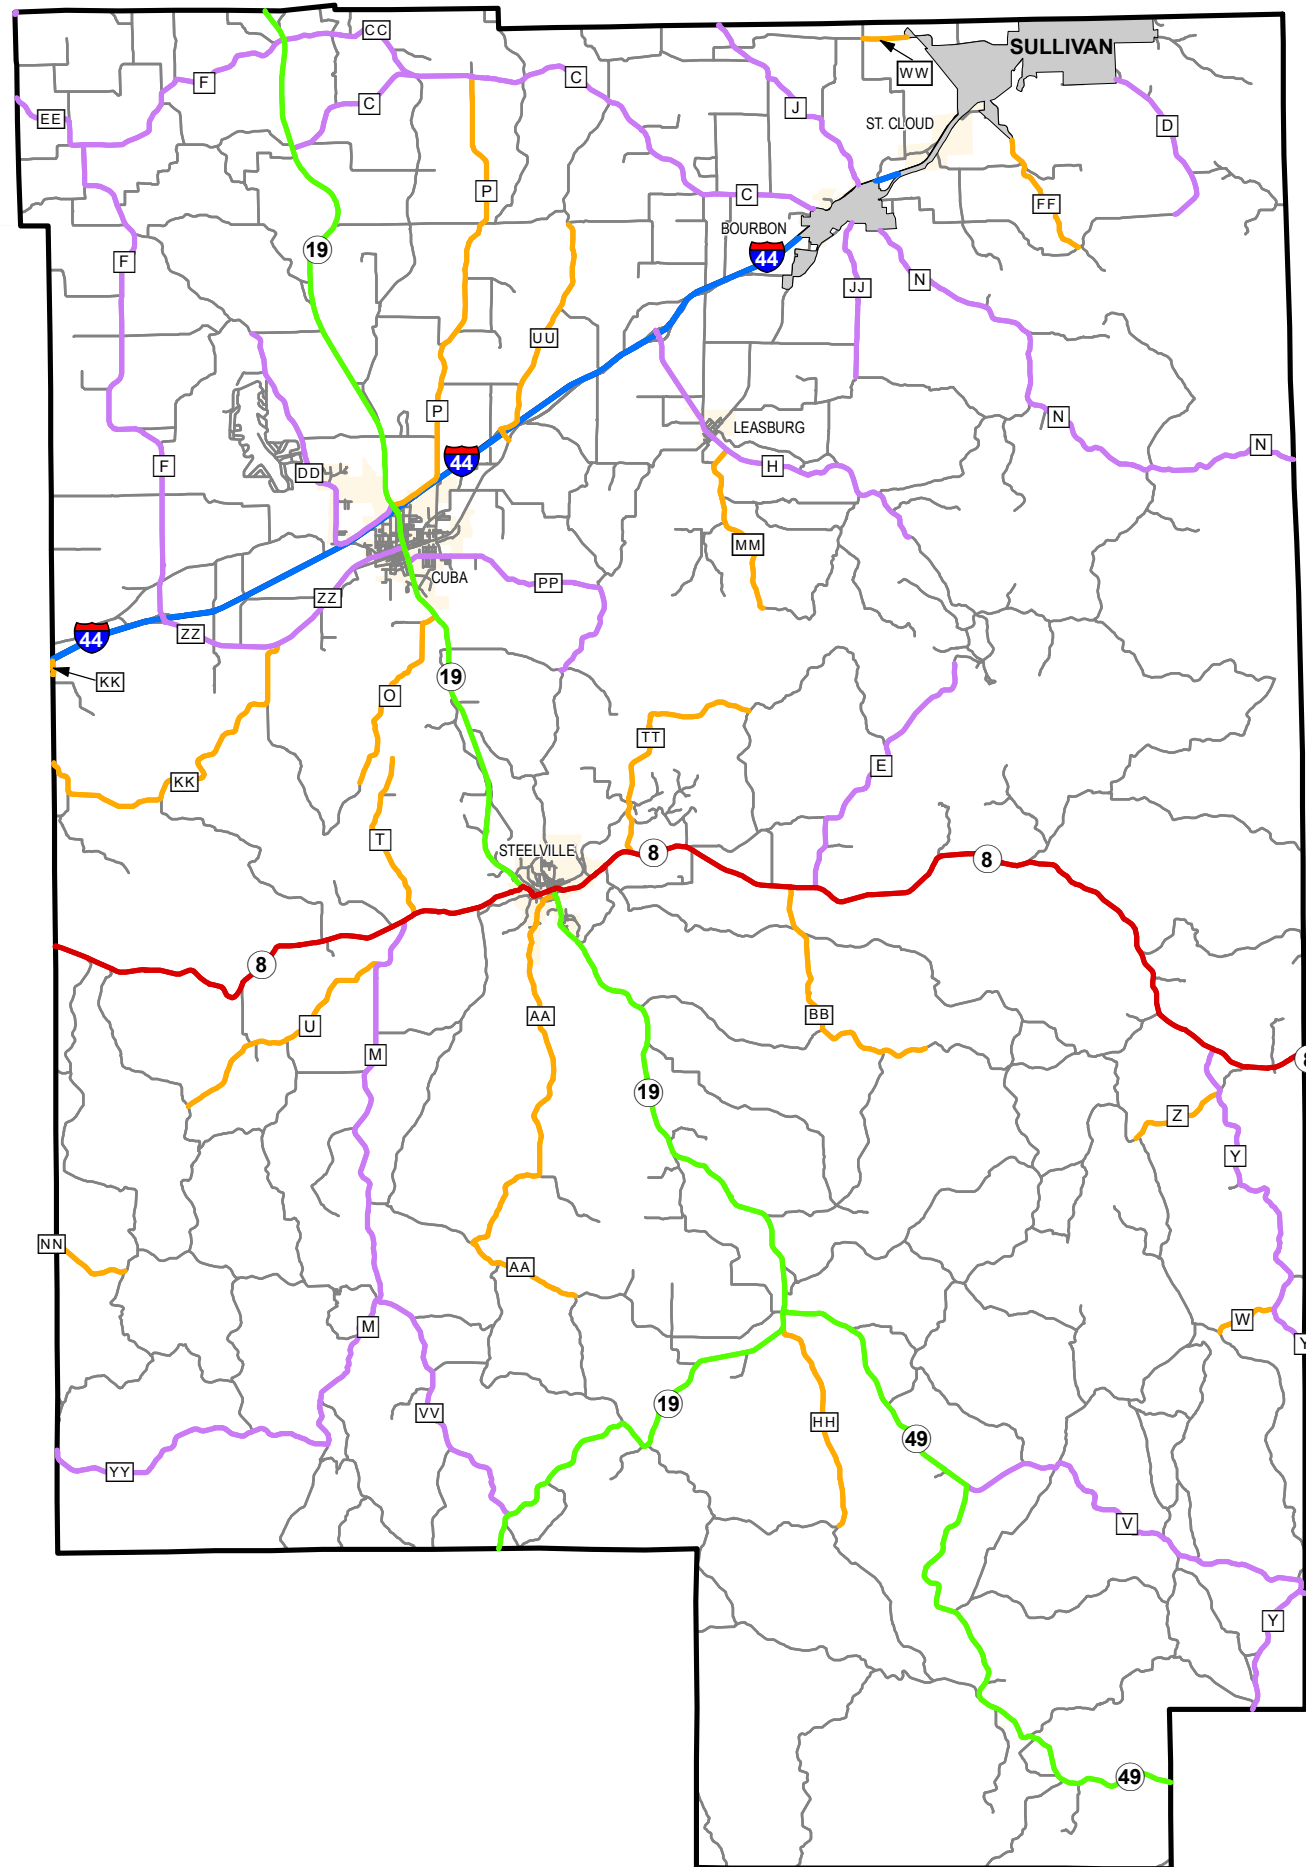 CC
SULLIVAN
F
C
C
WW
J
EE
ST. CLOUD
D
P
C
FF
BOURBON
19
F
44
N
JJ
UU
P
N
LEASBURG
N
44
F
DD
H
MM
CUBA
PP
ZZ
ZZ
44
KK
19
O
TT
E
KK
T
STEELVILLE
8
8
8
AA
BB
U
M
8
19
Z
Y
NN
AA
W
M
Y
19
VV
HH
49
YY
V
Y
49